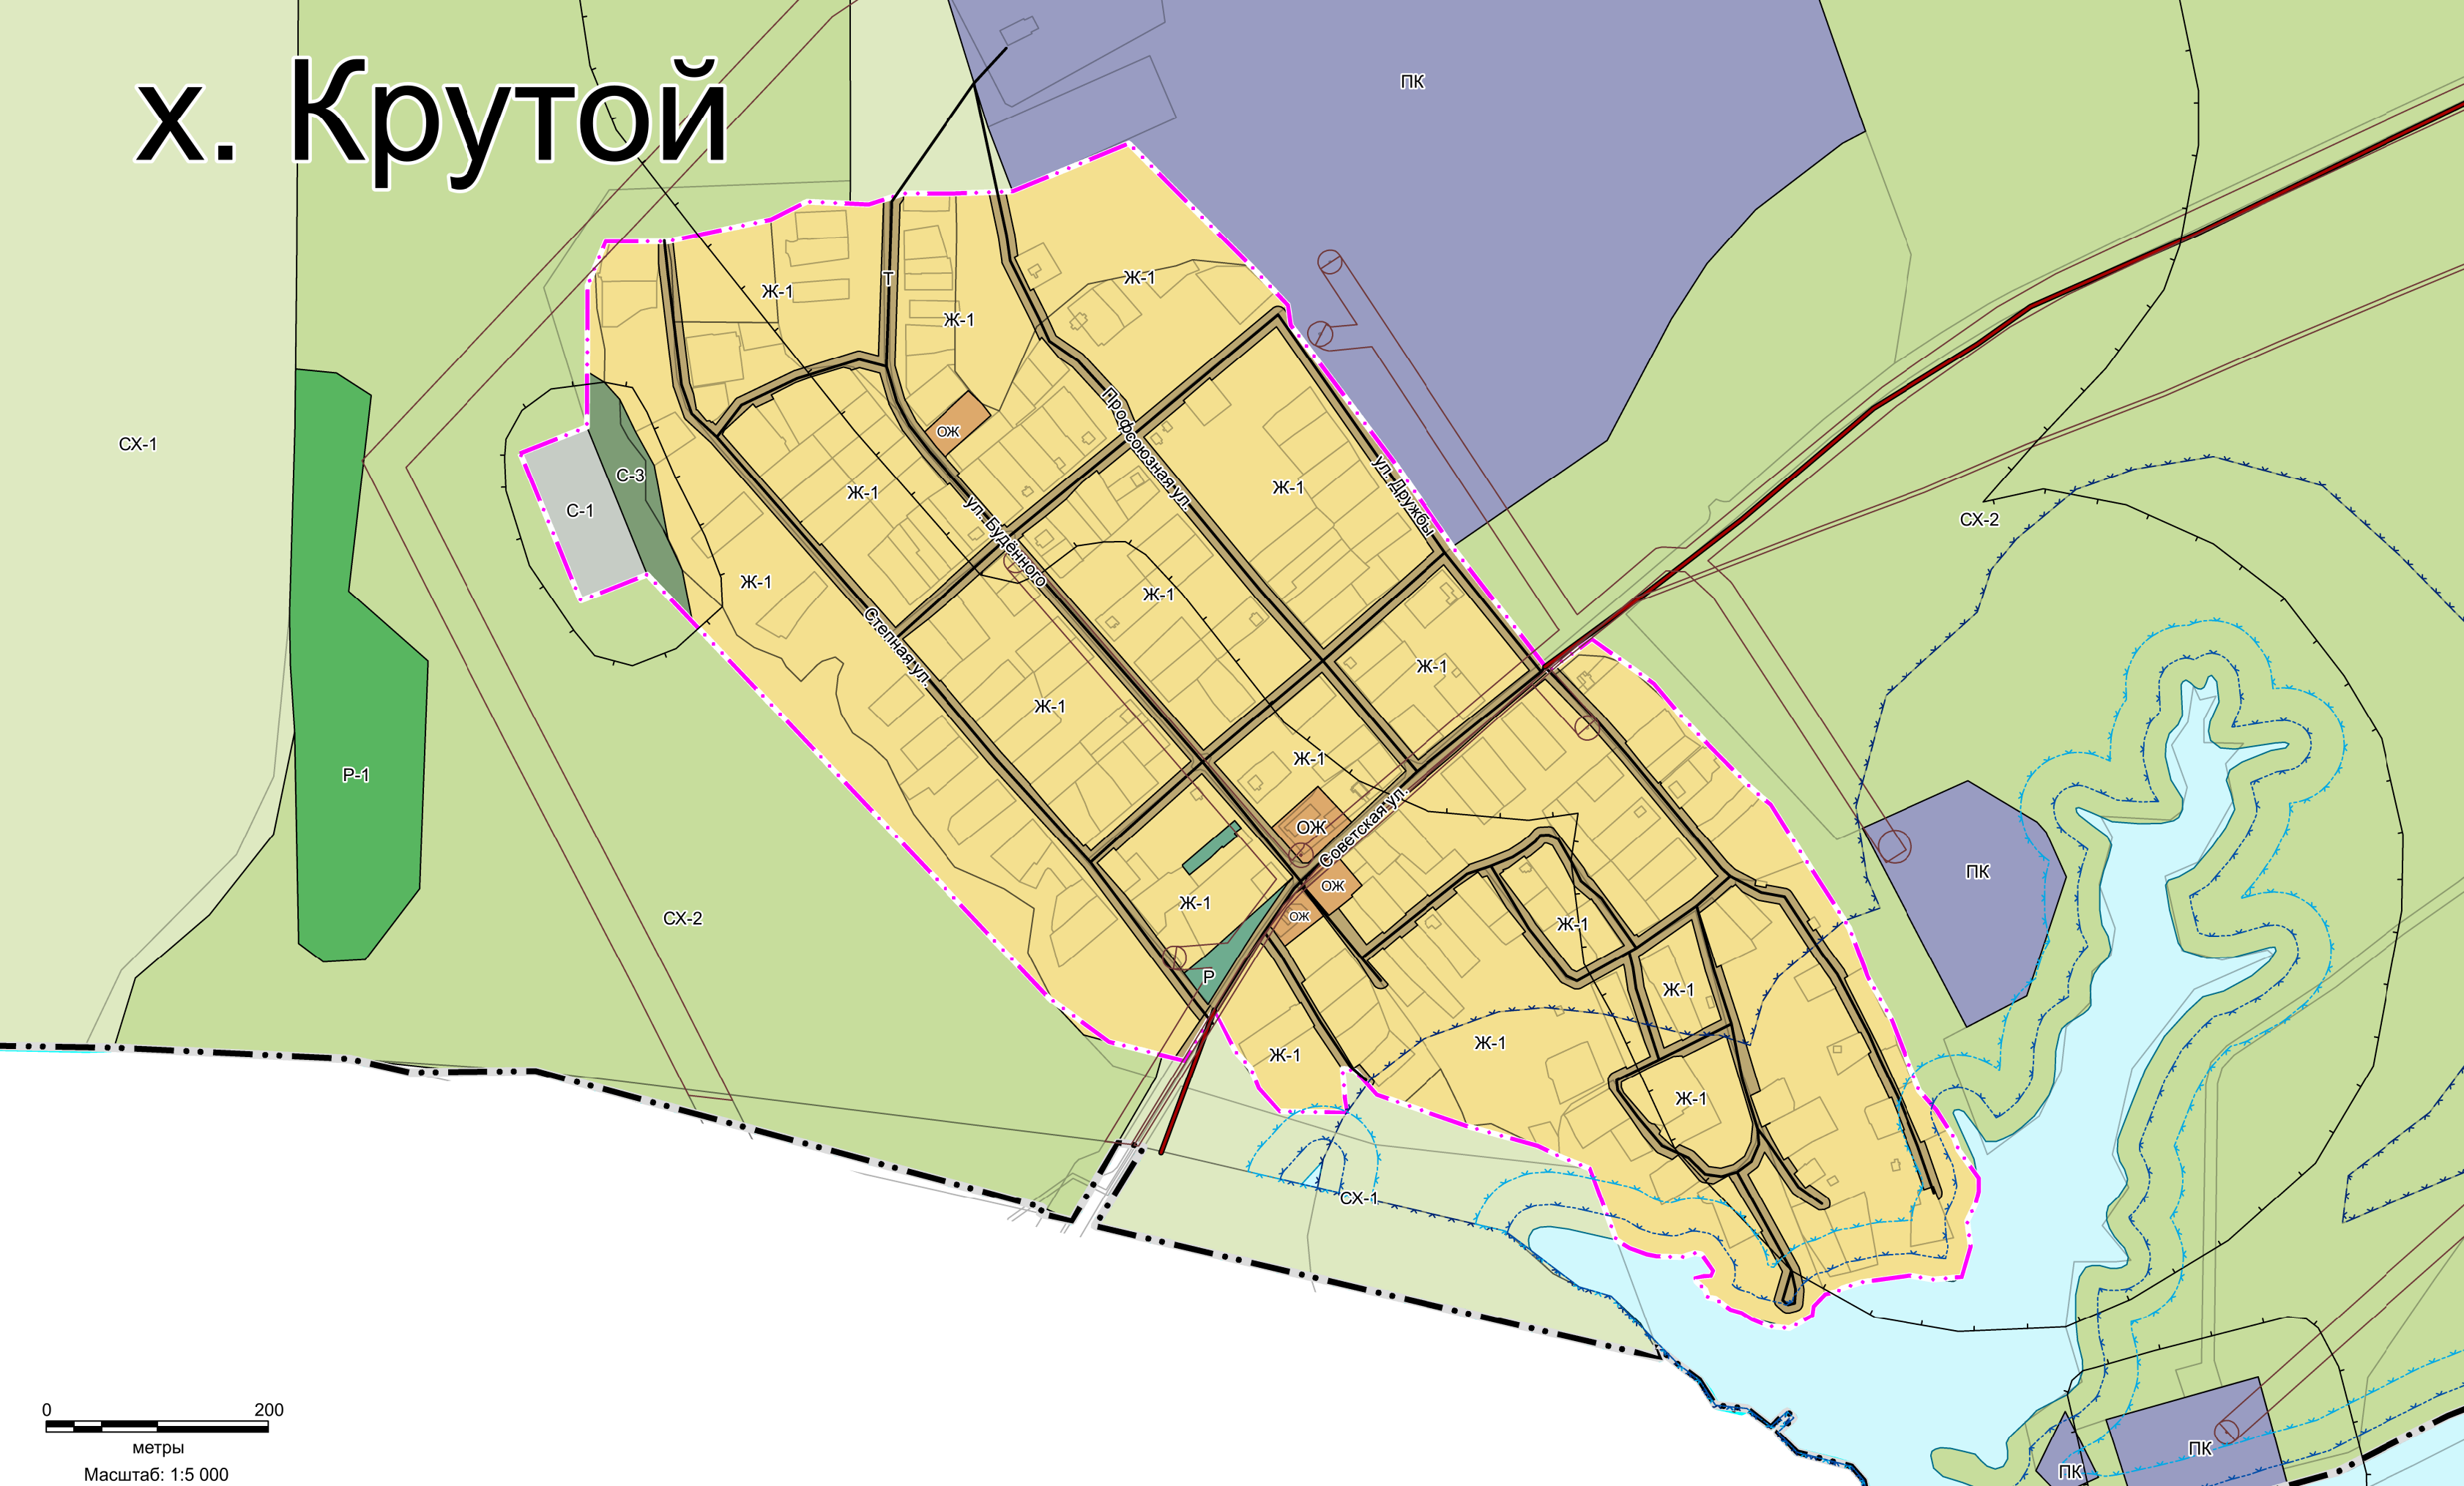 х. Крутой
ПК
Ж-1
Т
Ж-1
Ж-1
СХ-1
ОЖ
Профсоюзная ул.
ул. Дружбы
С-3
С-1
Ж-1
Ж-1
ул. Будённого
СХ-2
Ж-1
Ж-1
Степная ул.
Ж-1
Ж-1
Ж-1
Р-1
ОЖ
Советская ул.
ОЖ
ПК
Ж-1
ОЖ
СХ-2
Ж-1
Р
Ж-1
Ж-1
Ж-1
Ж-1
СХ-1
0 200
метры
Масштаб: 1:5 000
ПК
ПК